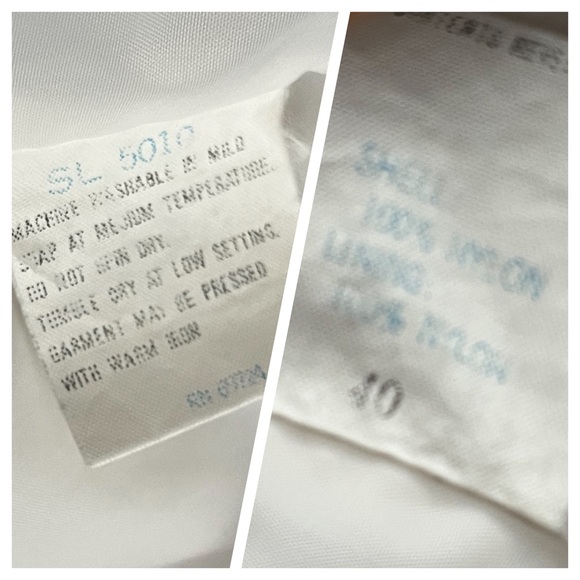 SL 5010
MACHINE WASHABLE IN MILD
SOAP AT MEDIUM TEMPERATURE.
DO NOT SPIN DRY.
TUMBLE DRY AT LOW SETTING.
GARMENT MAY BE PRESSED
WITH WARM IRON
RN
SHELL
100% NYLON
LINING
100% NYLON
10